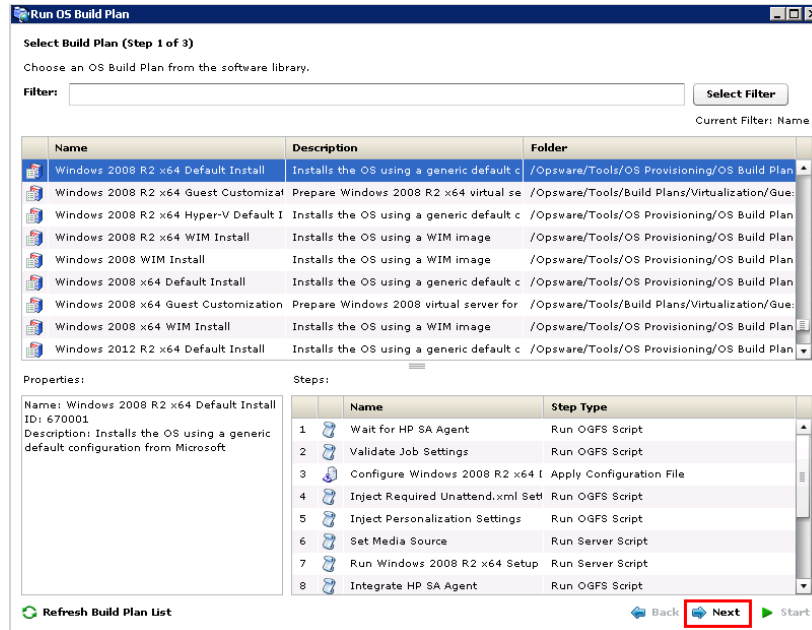 Run OS Build Plan
Select Build Plan (Step 1 of 3)
Choose an OS Build Plan from the software library.
Filter:
Select Filter
Current Filter: Name
Name Description Folder
Windows 2008 R2 x64 Default Install Installs the OS using a generic default c /Opsware/Tools/OS Provisioning/OS Build Plan
Windows 2008 R2 x64 Guest Customizat Prepare Windows 2008 R2 x64 virtual se /Opsware/Tools/Build Plans/Virtualization/Gue
Windows 2008 R2 x64 Hyper-V Default I Installs the OS using a generic default c /Opsware/Tools/OS Provisioning/OS Build Plan
Windows 2008 R2 x64 WIM Install Installs the OS using a WIM image /Opsware/Tools/OS Provisioning/OS Build Plan
Windows 2008 WIM Install Installs the OS using a WIM image /Opsware/Tools/OS Provisioning/OS Build Plan
Windows 2008 x64 Default Install Installs the OS using a generic default c /Opsware/Tools/OS Provisioning/OS Build Plan
Windows 2008 x64 Guest Customization Prepare Windows 2008 virtual server for /Opsware/Tools/Build Plans/Virtualization/Gue
Windows 2008 x64 WIM Install Installs the OS using a WIM image /Opsware/Tools/OS Provisioning/OS Build Plan
Windows 2012 R2 x64 Default Install Installs the OS using a generic default c /Opsware/Tools/OS Provisioning/OS Build Plan
Properties:
Name: Windows 2008 R2 x64 Default Install
ID: 670001
Description: Installs the OS using a generic
default configuration from Microsoft
Steps:
Name Step Type
1 Wait for HP SA Agent Run OGFS Script
2 Validate Job Settings Run OGFS Script
3 Configure Windows 2008 R2 x64 Apply Configuration File
4 Inject Required Unattend.xml Sett Run OGFS Script
5 Inject Personalization Settings Run OGFS Script
6 Set Media Source Run Server Script
7 Run Windows 2008 R2 x64 Setup Run Server Script
8 Integrate HP SA Agent Run OGFS Script
Refresh Build Plan List
Back Next Start